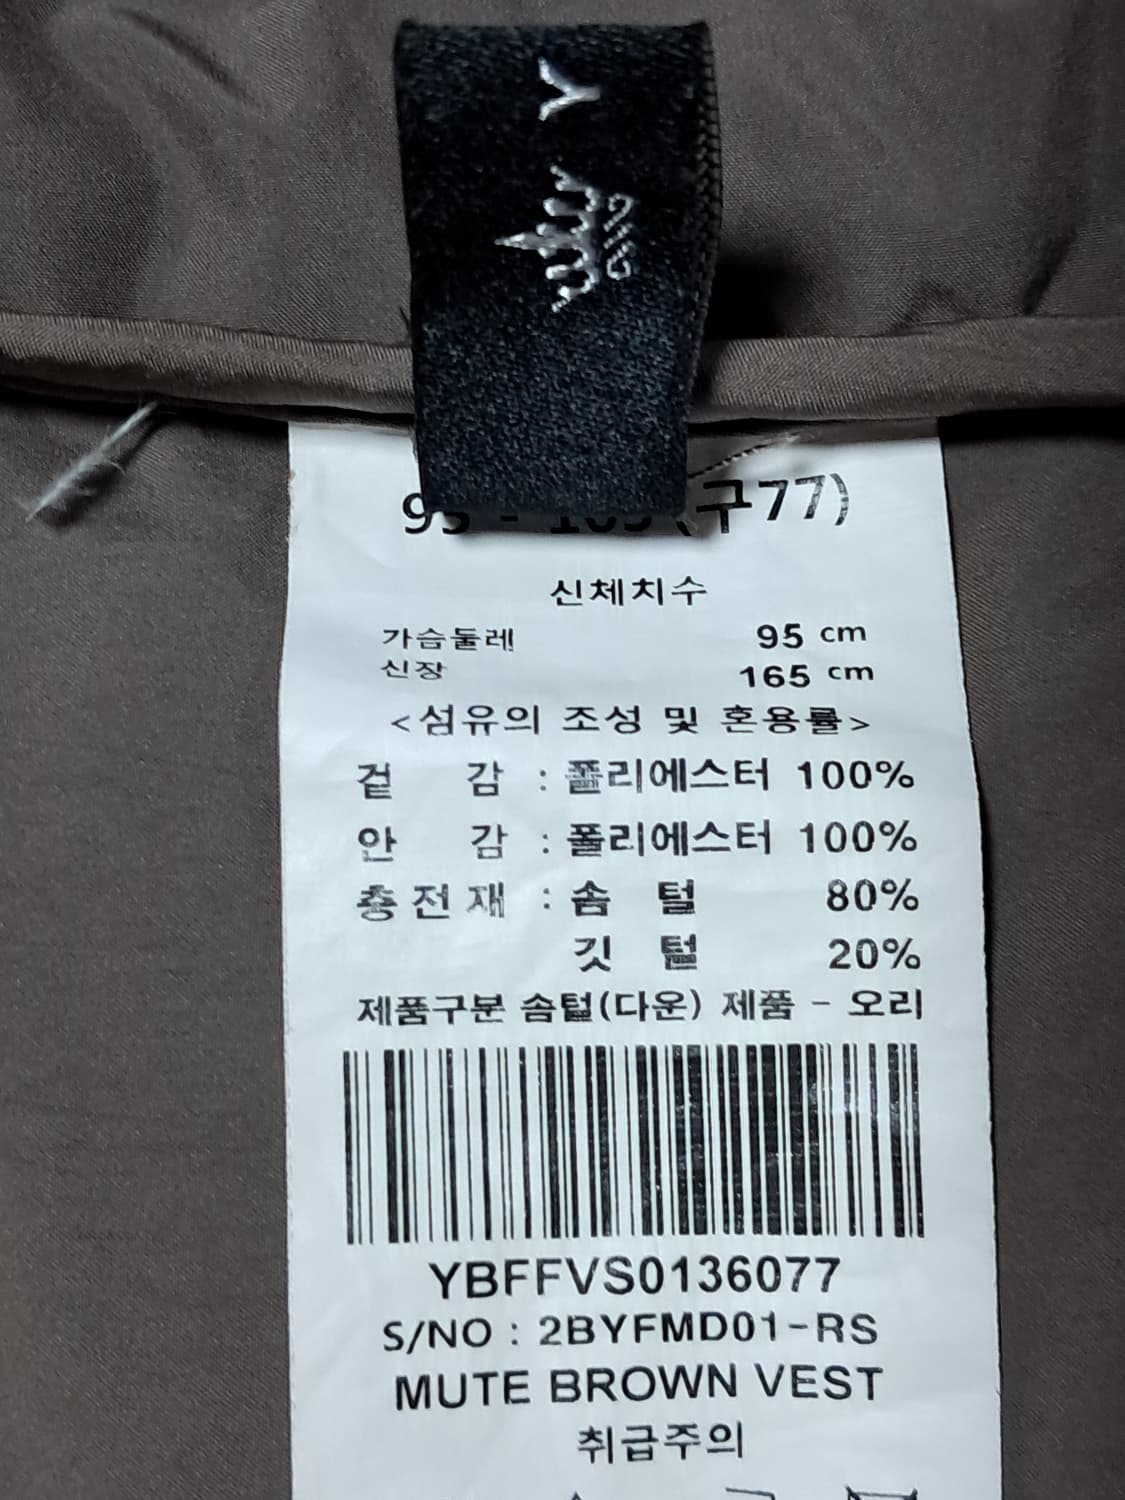 Y
(구77)
신체치수
가슴둘레 95 cm
신장 165 cm
<섬유의 조성 및 혼용률>
겉 감 : 폴리에스터 100%
안 감 : 폴리에스터 100%
충전재 : 솜 털 80%
깃 털 20%
제품구분 솜털(다운) 제품 - 오리
YBFFVS0136077
S/NO : 2BYFMD01-RS
MUTE BROWN VEST
취급주의